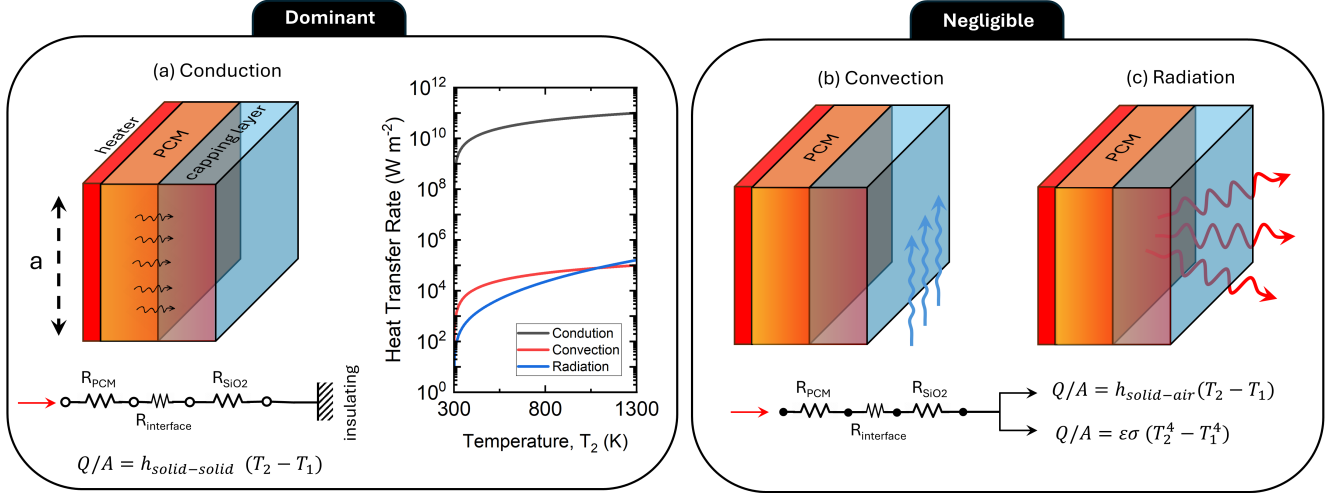 Dominant
(a) Conduction
heater
PCM
capping layer
a
R_PCM
R_interface
R_SiO2
insulating
Q/A = h_solid−solid (T_2 − T_1)
Heat Transfer Rate (W m^-2)
10^12
10^10
10^8
10^6
10^4
10^2
10^0
Condution
Convection
Radiation
300
800
1300
Temperature, T_2 (K)
Negligible
(b) Convection
PCM
(c) Radiation
PCM
R_PCM
R_interface
R_SiO2
Q/A = h_solid−air (T_2 − T_1)
Q/A = εσ (T_2^4 − T_1^4)